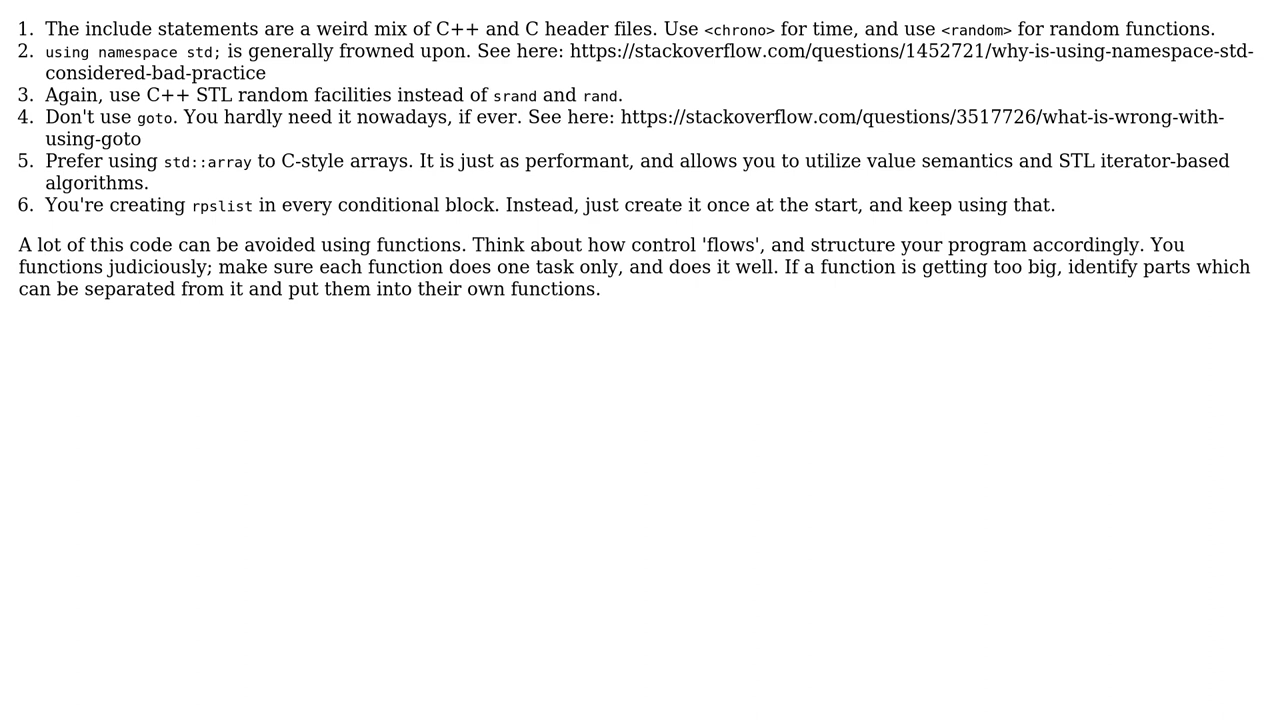 1. The include statements are a weird mix of C++ and C header files. Use <chrono> for time, and use <random> for random functions.
2. using namespace std; is generally frowned upon. See here: https://stackoverflow.com/questions/1452721/why-is-using-namespace-std-
considered-bad-practice
3. Again, use C++ STL random facilities instead of srand and rand.
4. Don't use goto. You hardly need it nowadays, if ever. See here: https://stackoverflow.com/questions/3517726/what-is-wrong-with-
using-goto
5. Prefer using std::array to C-style arrays. It is just as performant, and allows you to utilize value semantics and STL iterator-based
algorithms.
6. You're creating rpslist in every conditional block. Instead, just create it once at the start, and keep using that.
A lot of this code can be avoided using functions. Think about how control 'flows', and structure your program accordingly. You
functions judiciously; make sure each function does one task only, and does it well. If a function is getting too big, identify parts which
can be separated from it and put them into their own functions.